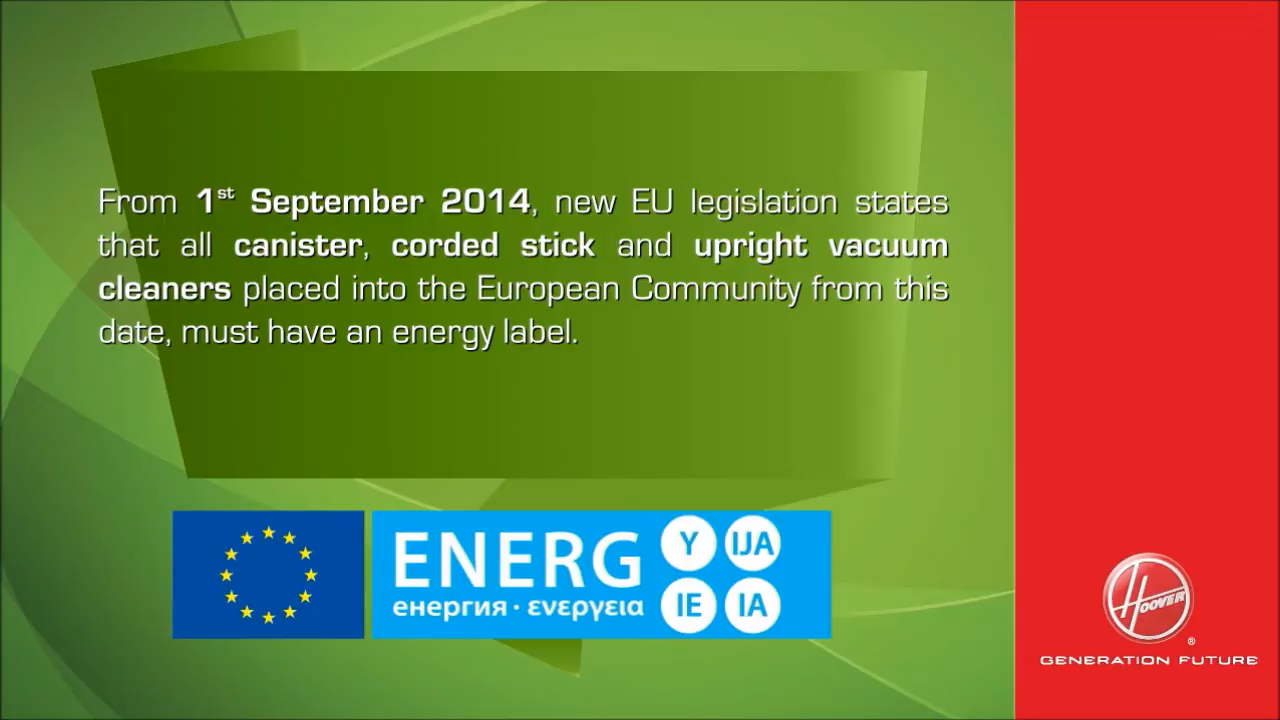 From 1st September 2014, new EU legislation states
that all canister, corded stick and upright vacuum
cleaners placed into the European Community from this
date, must have an energy label.
ENERG Y IJA
енергия · ενεργεια IE IA
HOOVER ®
GENERATION FUTURE